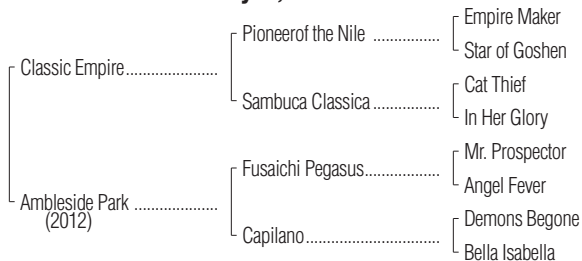 Empire Maker
Pioneerof the Nile ................
Star of Goshen
Classic Empire......................
Cat Thief
Sambuca Classica................
In Her Glory
Mr. Prospector
Fusaichi Pegasus..................
Angel Fever
Ambleside Park ....................
(2012)
Demons Begone
Capilano................................
Bella Isabella